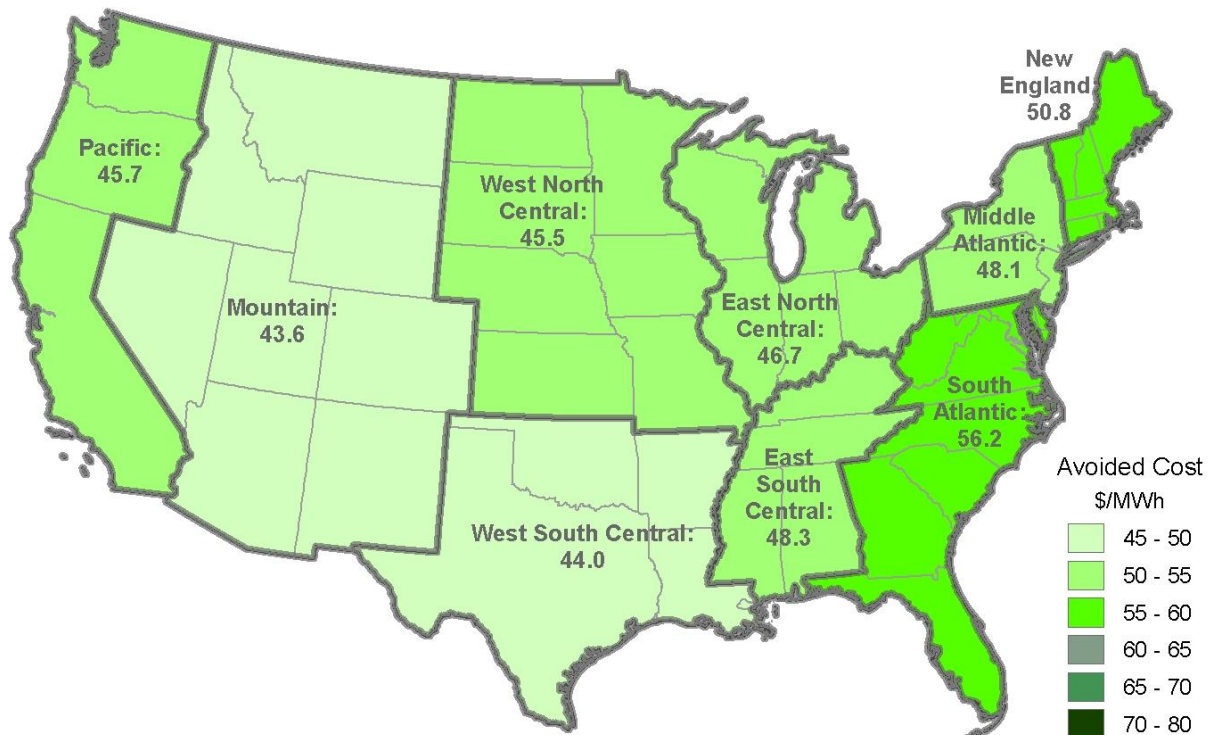 New
England
50.8
Pacific:
45.7
West North
Central:
45.5
Middle
Atlantic:
48.1
Mountain:
43.6
East North
Central:
46.7
South
Atlantic:
56.2
East
South
Central:
48.3
West South Central:
44.0
Avoided Cost
$/MWh
45 - 50
50 - 55
55 - 60
60 - 65
65 - 70
70 - 80